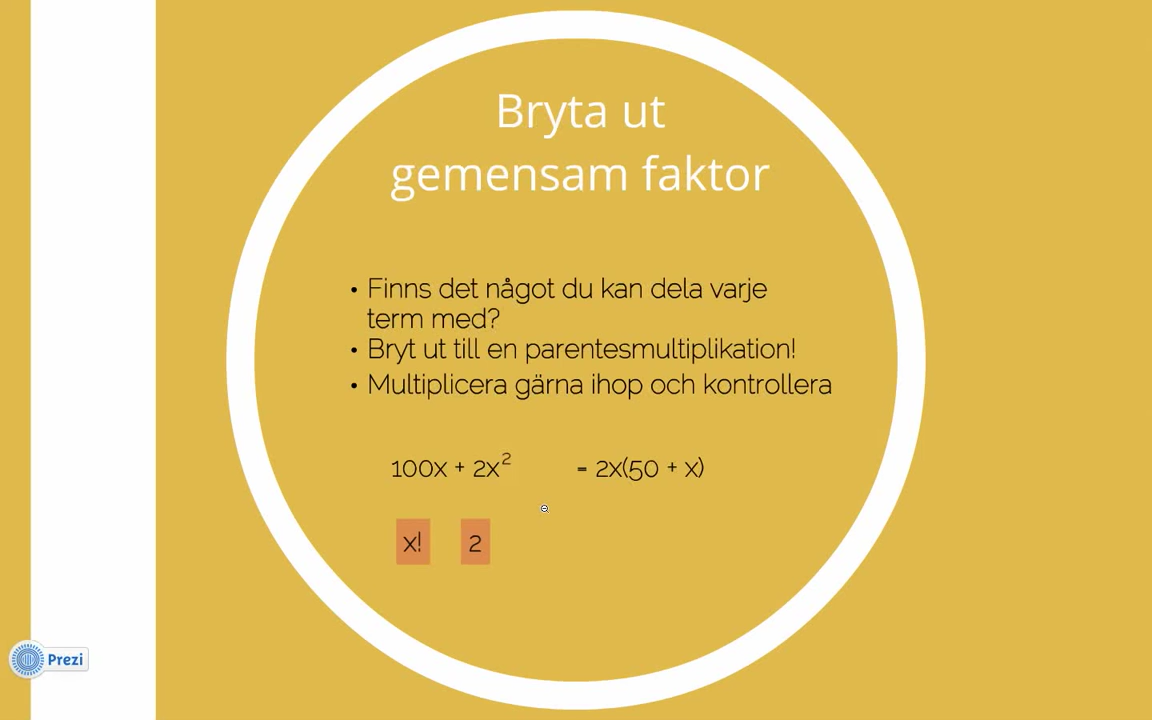 Bryta ut
gemensam faktor
• Finns det något du kan dela varje
term med?
• Bryt ut till en parentesmultiplikation!
• Multiplicera gärna ihop och kontrollera
100x + 2x² = 2x(50 + x)
x! 2
Prezi